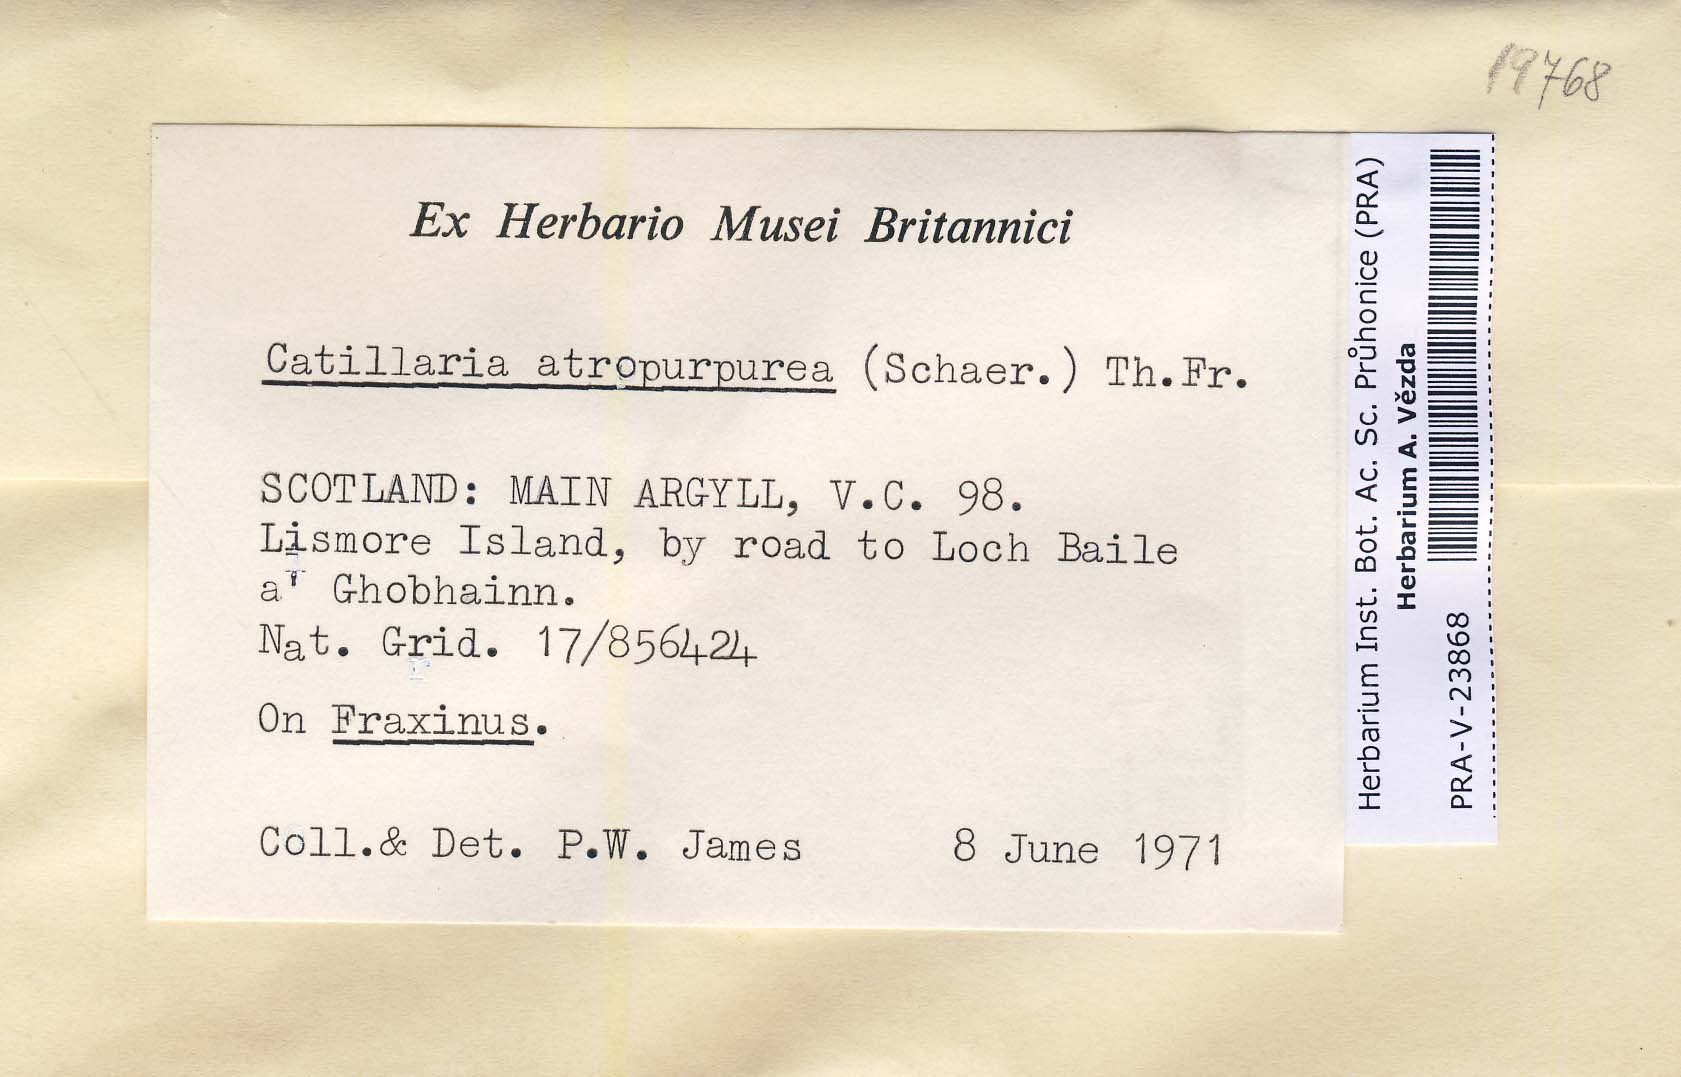 19768
Ex Herbario Musei Britannici
Catillaria atropurpurea (Schaer.) Th.Fr.
SCOTLAND: MAIN ARGYLL, V.C. 98.
Lismore Island, by road to Loch Baile
a' Ghobhainn.
Nat. Grid. 17/856424
On Fraxinus.
Coll.& Det. P.W. James 8 June 1971
Herbarium Inst. Bot. Ac. Sc. Průhonice (PRA)
Herbarium A. Vězda
PRA-V-23868